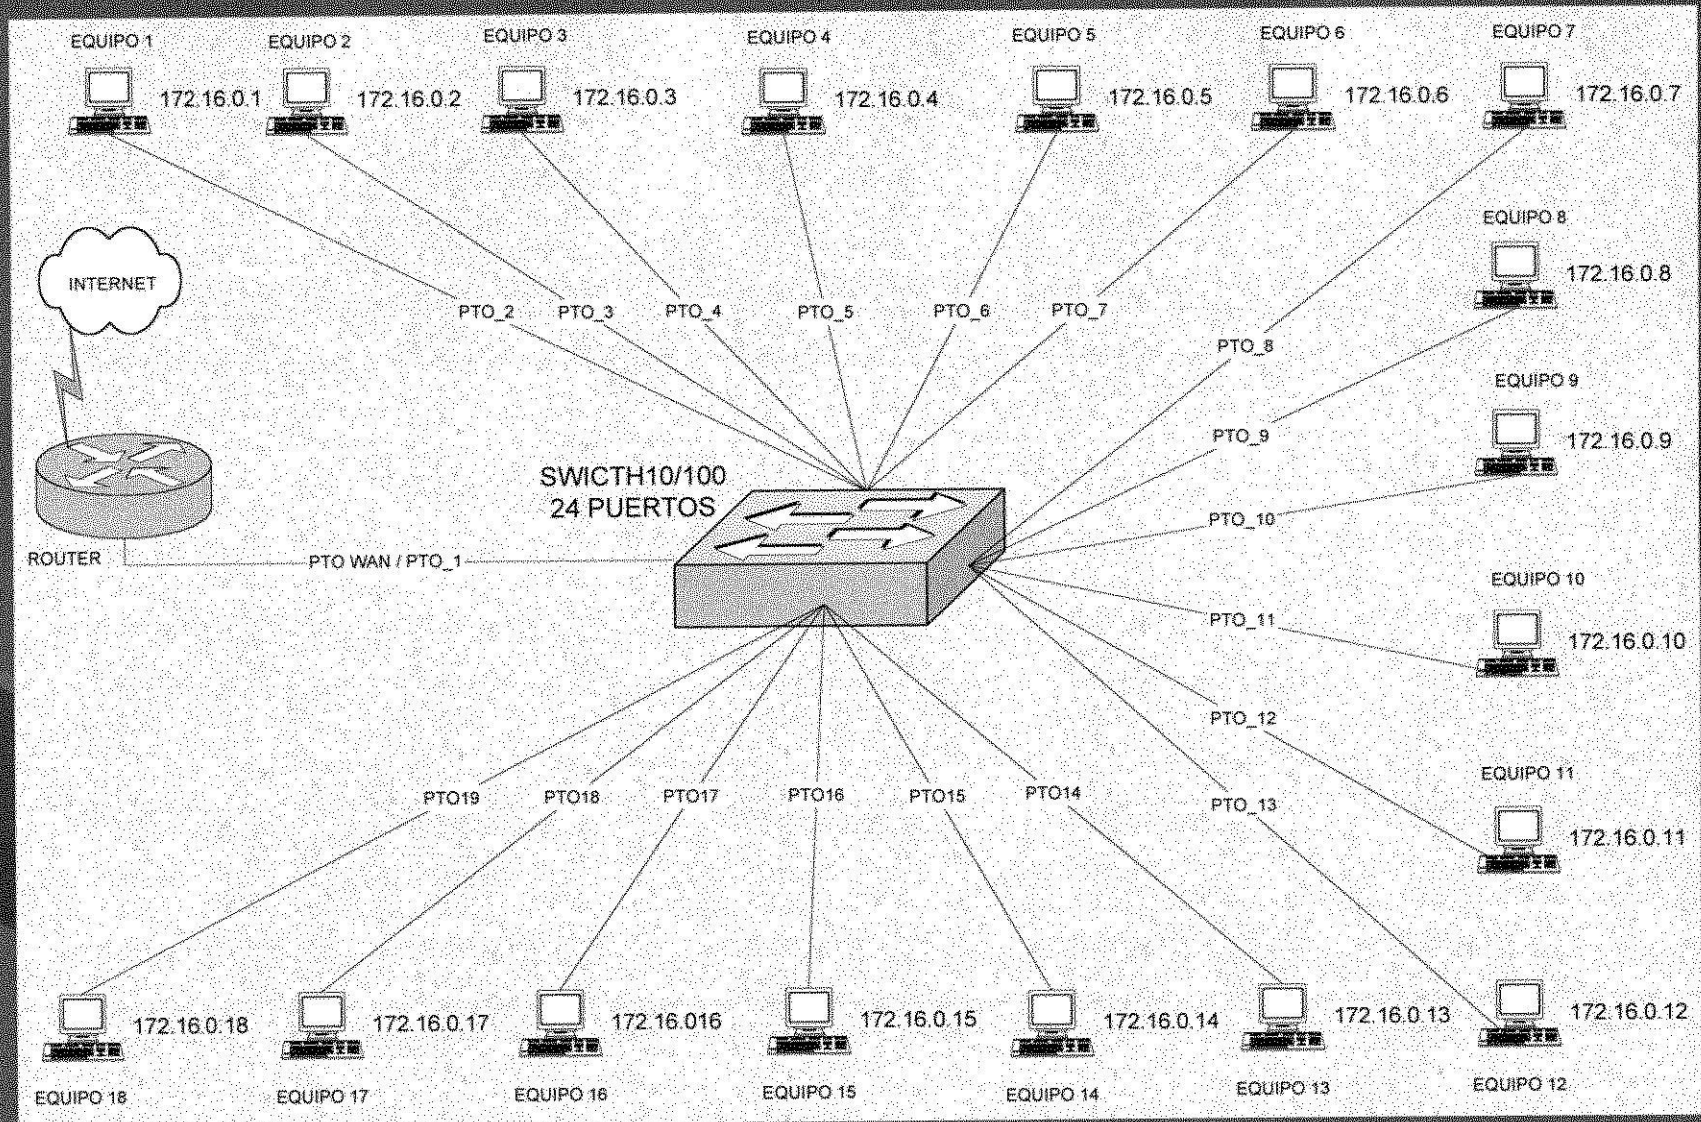 EQUIPO 1
EQUIPO 2
EQUIPO 3
EQUIPO 4
EQUIPO 5
EQUIPO 6
EQUIPO 7
172.16.0.1
172.16.0.2
172.16.0.3
172.16.0.4
172.16.0.5
172.16.0.6
172.16.0.7
EQUIPO 8
172.16.0.8
INTERNET
PTO_2
PTO_3
PTO_4
PTO_5
PTO_6
PTO_7
PTO_8
EQUIPO 9
172.16.0.9
PTO_9
SWICTH10/100
24 PUERTOS
PTO_10
ROUTER
PTO WAN / PTO_1
EQUIPO 10
172.16.0.10
PTO_11
PTO_12
EQUIPO 11
172.16.0.11
PTO19
PTO18
PTO17
PTO16
PTO15
PTO14
PTO_13
172.16.0.18
172.16.0.17
172.16.016
172.16.0.15
172.16.0.14
172.16.0.13
172.16.0.12
EQUIPO 18
EQUIPO 17
EQUIPO 16
EQUIPO 15
EQUIPO 14
EQUIPO 13
EQUIPO 12